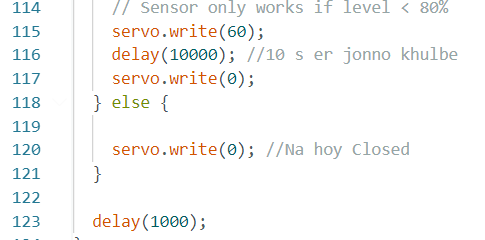 114 // Sensor only works if level < 80%
115 servo.write(60);
116 delay(10000); //10 s er jonno khulbe
117 servo.write(0);
118 } else {
119
120 servo.write(0); //Na hoy Closed
121 }
122
123 delay(1000);